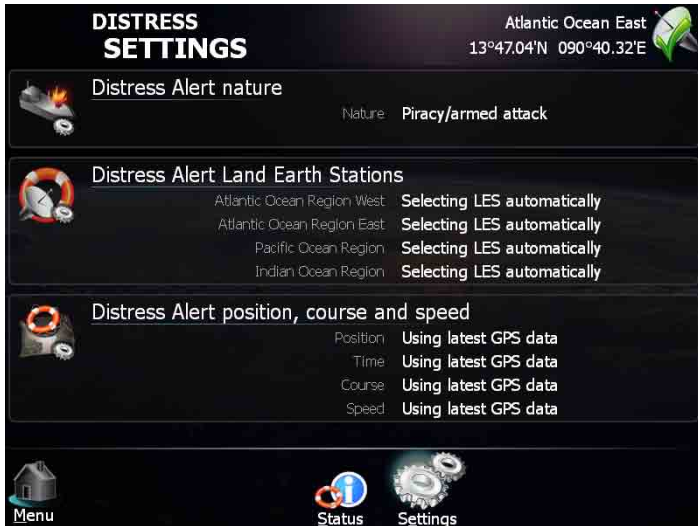 DISTRESS
SETTINGS
Atlantic Ocean East
13°47.04'N 090°40.32'E
Distress Alert nature
Nature Piracy/armed attack
Distress Alert Land Earth Stations
Atlantic Ocean Region West Selecting LES automatically
Atlantic Ocean Region East Selecting LES automatically
Pacific Ocean Region Selecting LES automatically
Indian Ocean Region Selecting LES automatically
Distress Alert position, course and speed
Position Using latest GPS data
Time Using latest GPS data
Course Using latest GPS data
Speed Using latest GPS data
Menu
Status
Settings